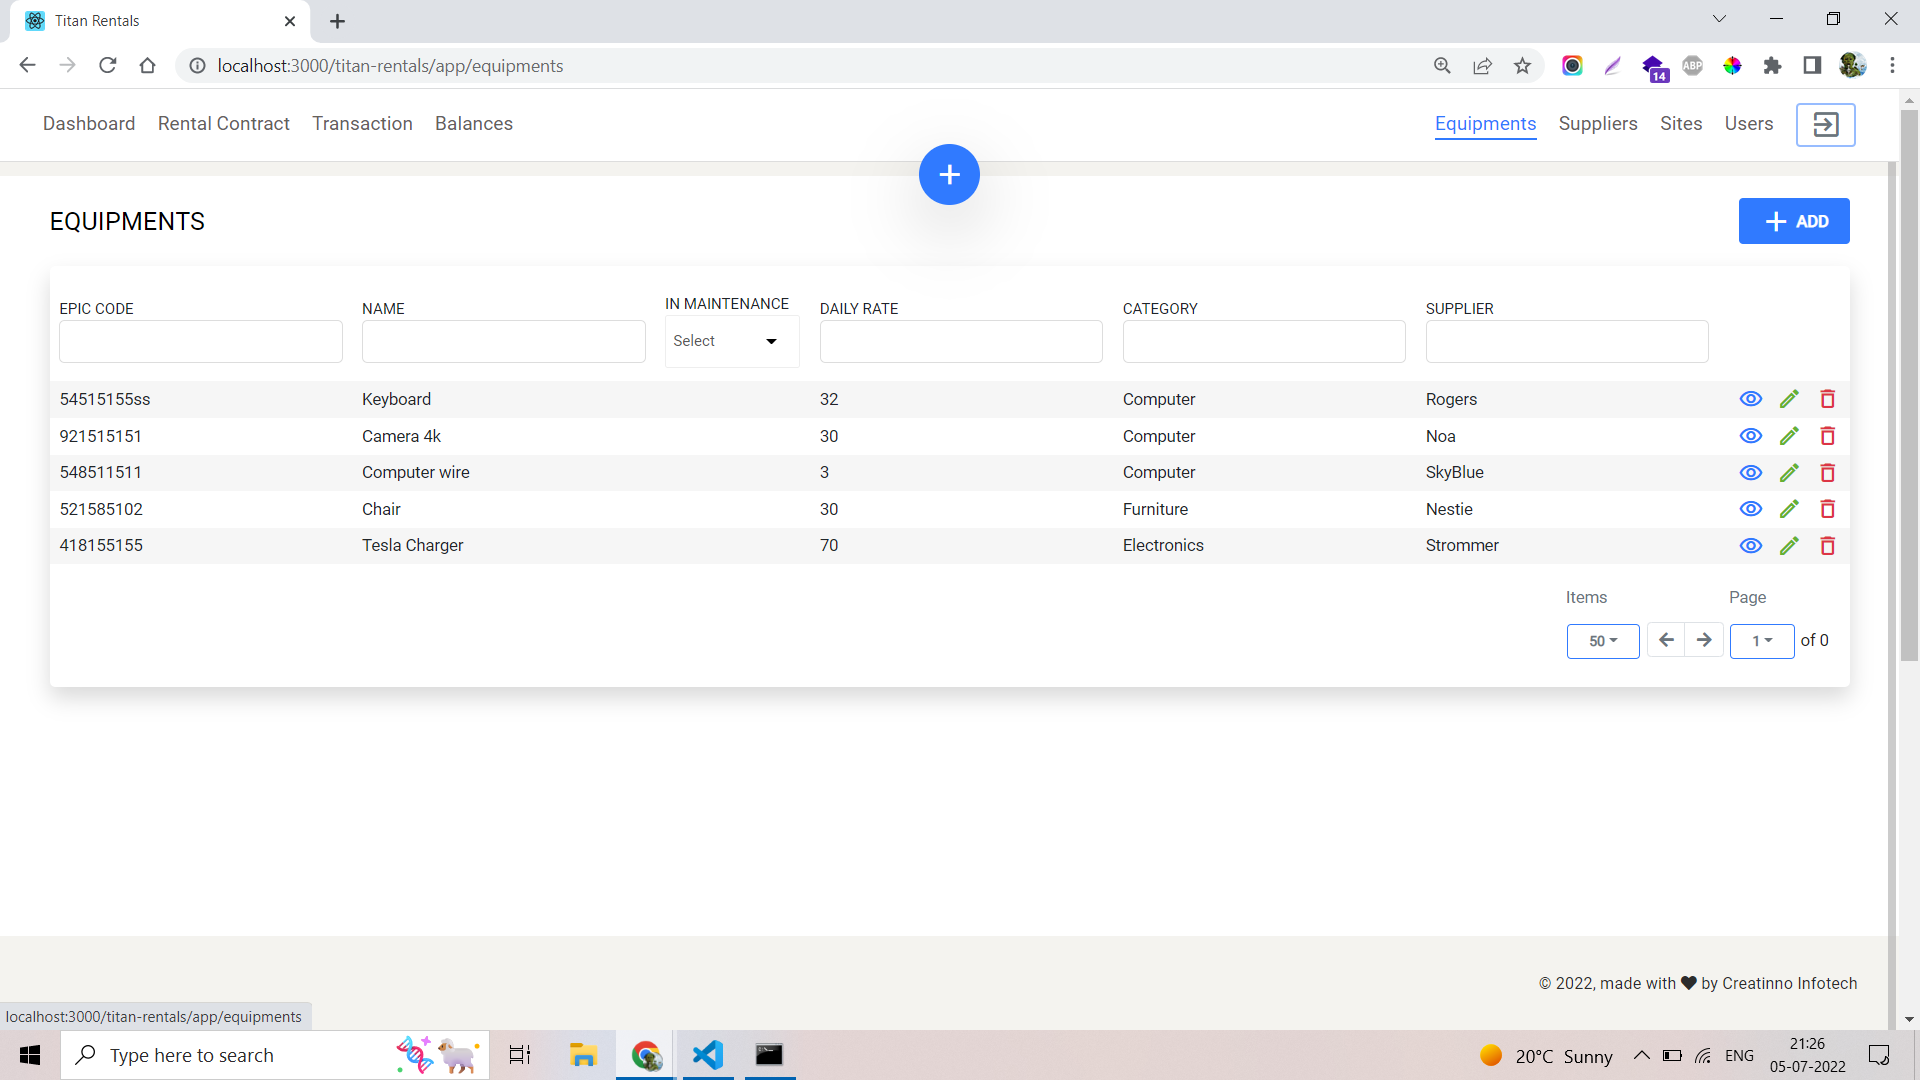 Titan Rentals
localhost:3000/titan-rentals/app/equipments
14
ABP
Dashboard Rental Contract Transaction Balances Equipments Suppliers Sites Users
EQUIPMENTS
ADD
EPIC CODE NAME IN MAINTENANCE DAILY RATE CATEGORY SUPPLIER
Select
54515155ss Keyboard 32 Computer Rogers
921515151 Camera 4k 30 Computer Noa
548511511 Computer wire 3 Computer SkyBlue
521585102 Chair 30 Furniture Nestie
418155155 Tesla Charger 70 Electronics Strommer
Items Page
50 1 of 0
© 2022, made with ♥ by Creatinno Infotech
localhost:3000/titan-rentals/app/equipments
Type here to search
20°C Sunny
ENG
21:26
05-07-2022